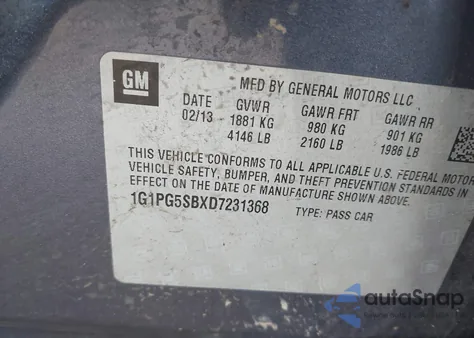 GM
MFD BY GENERAL MOTORS LLC
DATE GVWR GAWR FRT GAWR RR
02/13 1881 KG 980 KG 901 KG
4146 LB 2160 LB 1986 LB
THIS VEHICLE CONFORMS TO ALL APPLICABLE U.S. FEDERAL MOTOR
VEHICLE SAFETY, BUMPER, AND THEFT PREVENTION STANDARDS IN
EFFECT ON THE DATE OF MANUFACTURE SHOWN ABOVE.
1G1PG5SBXD7231368 TYPE: PASS CAR
autoSnap